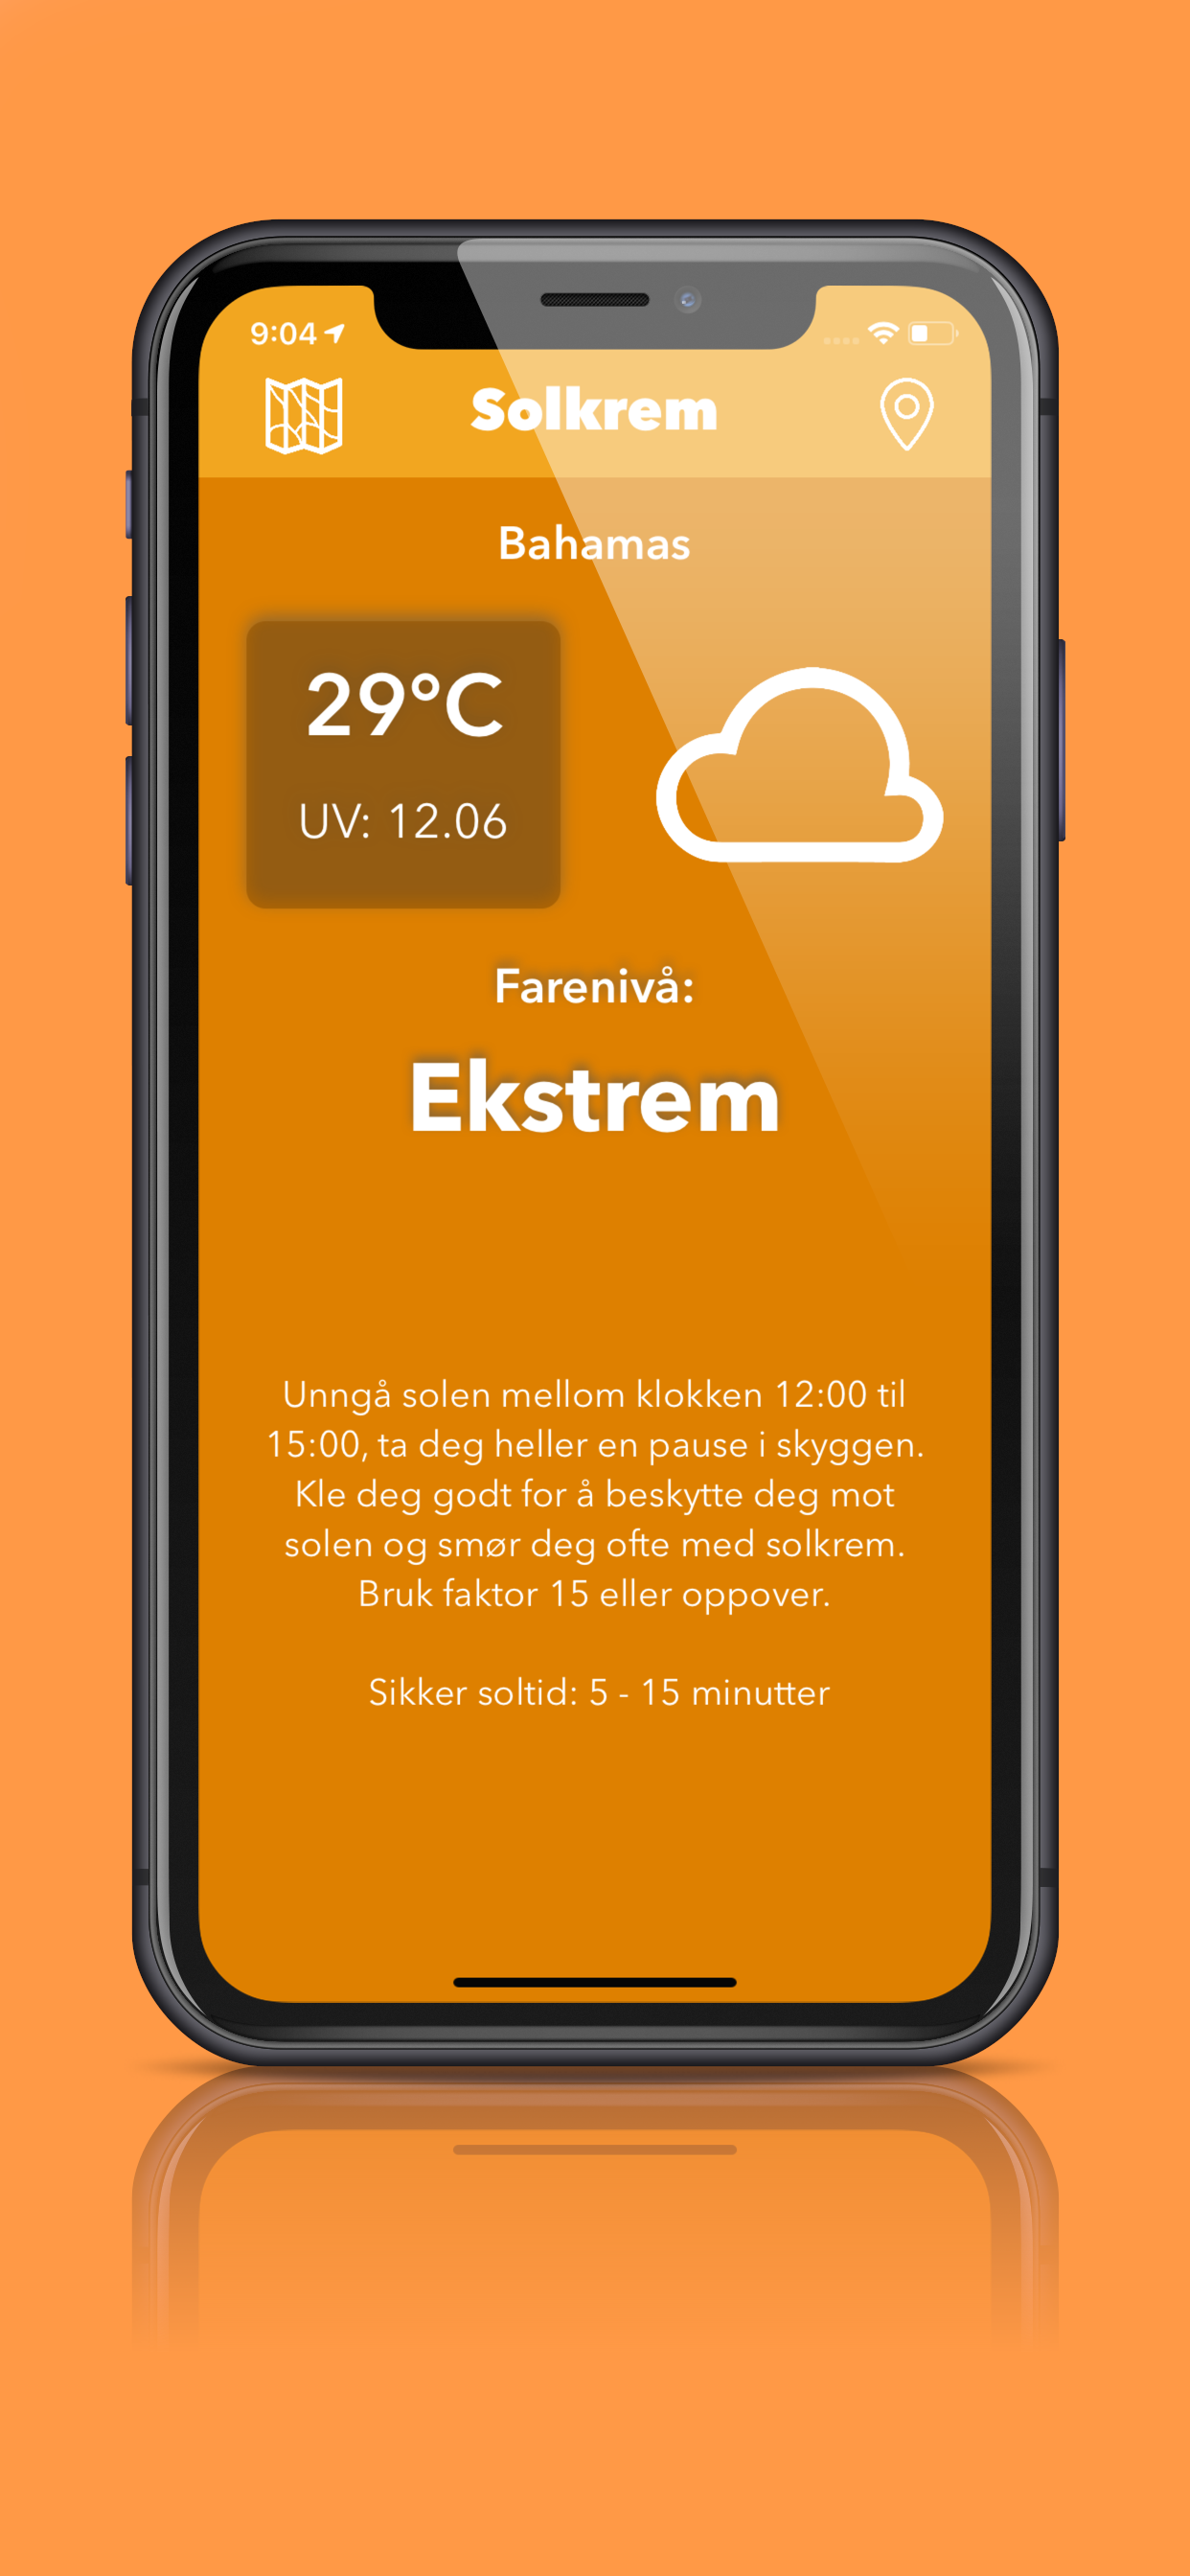 9:04
Solkrem
Bahamas
29°C
UV: 12.06
Farenivå:
Ekstrem
Unngå solen mellom klokken 12:00 til
15:00, ta deg heller en pause i skyggen.
Kle deg godt for å beskytte deg mot
solen og smør deg ofte med solkrem.
Bruk faktor 15 eller oppover.
Sikker soltid: 5 - 15 minutter